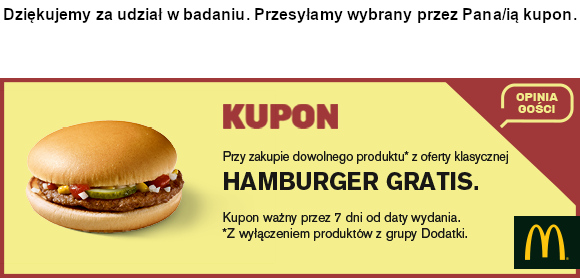 Dziękujemy za udział w badaniu. Przesyłamy wybrany przez Pana/ią kupon.
OPINIA
GOŚCI
KUPON
Przy zakupie dowolnego produktu* z oferty klasycznej
HAMBURGER GRATIS.
Kupon ważny przez 7 dni od daty wydania.
*Z wyłączeniem produktów z grupy Dodatki.